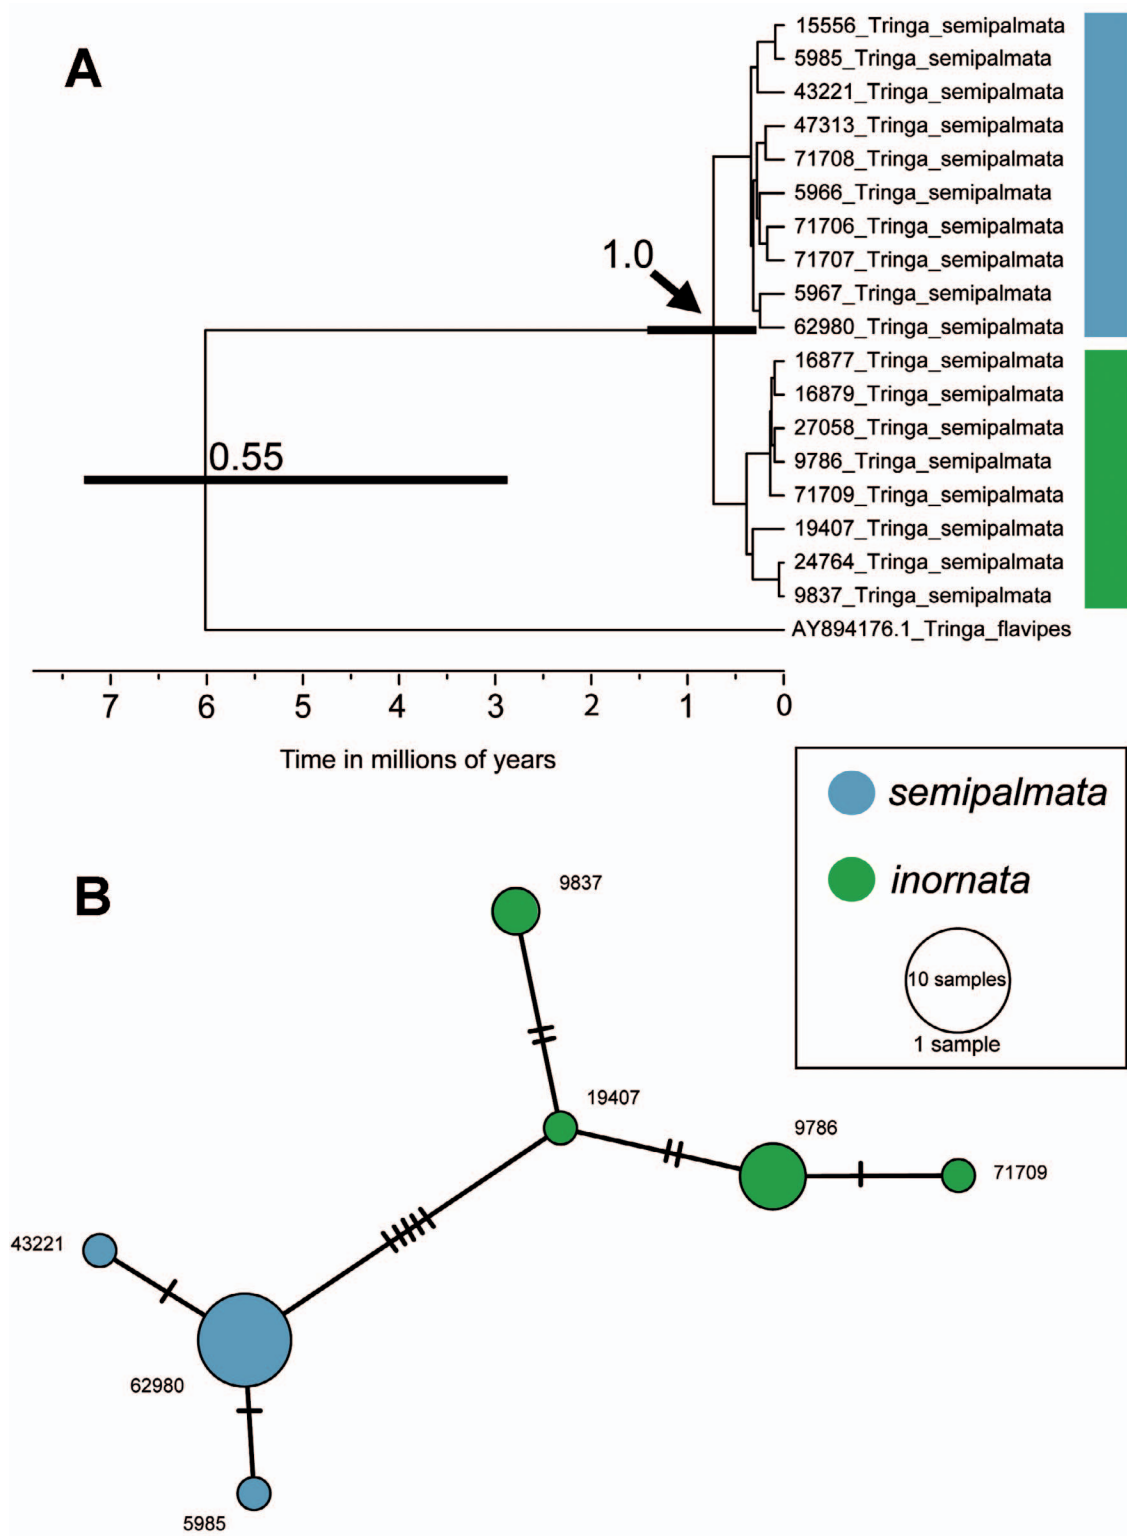 A
15556_Tringa_semipalmata
5985_Tringa_semipalmata
43221_Tringa_semipalmata
47313_Tringa_semipalmata
71708_Tringa_semipalmata
5966_Tringa_semipalmata
71706_Tringa_semipalmata
71707_Tringa_semipalmata
1.0
5967_Tringa_semipalmata
62980_Tringa_semipalmata
16877_Tringa_semipalmata
16879_Tringa_semipalmata
27058_Tringa_semipalmata
0.55
9786_Tringa_semipalmata
71709_Tringa_semipalmata
19407_Tringa_semipalmata
24764_Tringa_semipalmata
9837_Tringa_semipalmata
AY894176.1_Tringa_flavipes
7 6 5 4 3 2 1 0
Time in millions of years
semipalmata
inornata
10 samples
1 sample
B
9837
19407
9786
71709
43221
62980
5985